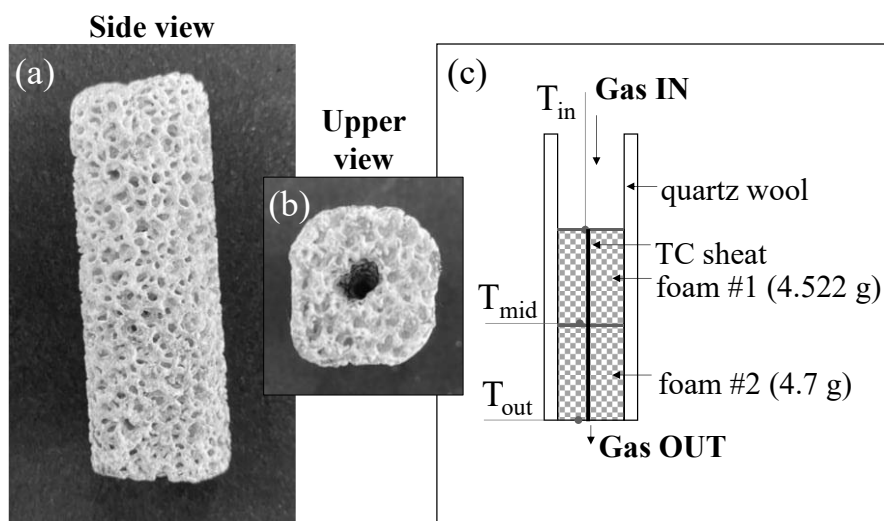 Side view
(a)
Upper
view
(b)
(c)
Gas IN
T_in
quartz wool
TC sheat
foam #1 (4.522 g)
T_mid
foam #2 (4.7 g)
T_out
Gas OUT